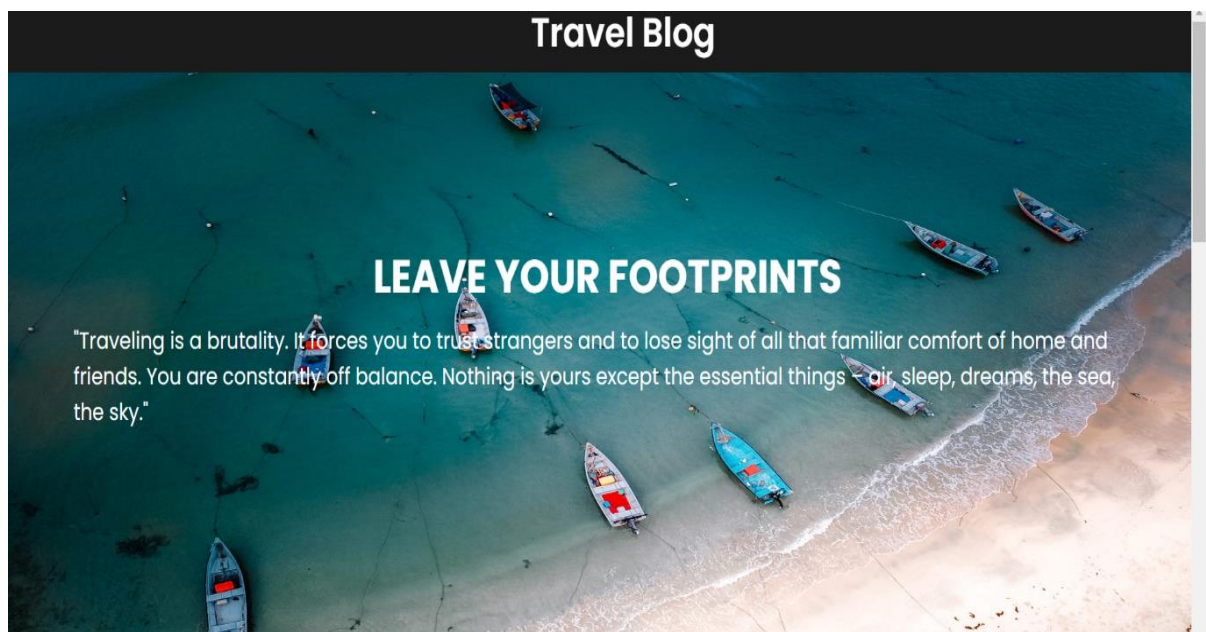 Travel Blog
LEAVE YOUR FOOTPRINTS
"Traveling is a brutality. It forces you to trust strangers and to lose sight of all that familiar comfort of home and
friends. You are constantly off balance. Nothing is yours except the essential things – air, sleep, dreams, the sea,
the sky."